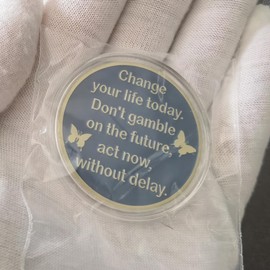 Change
your life today.
Don't gamble
on the future,
act now,
without delay.